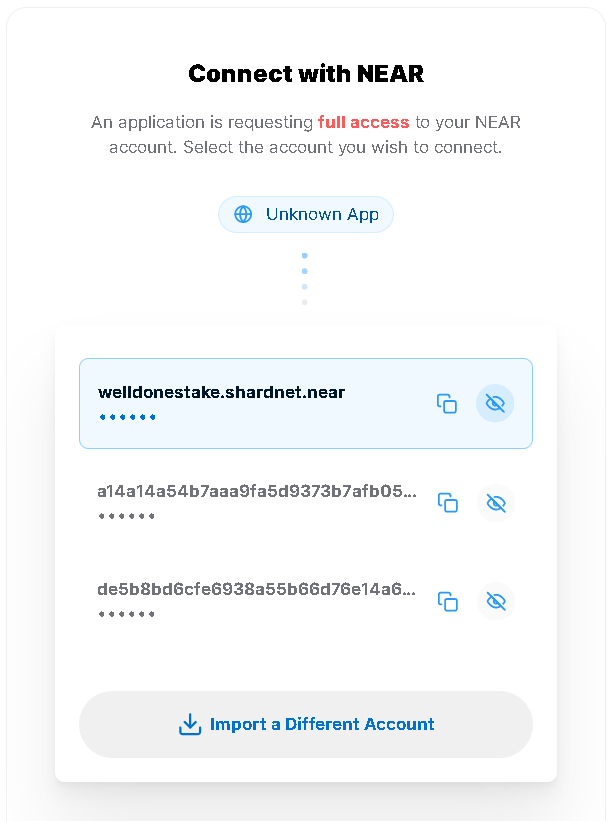 Connect with NEAR
An application is requesting full access to your NEAR
account. Select the account you wish to connect.
Unknown App
welldonestake.shardnet.near
••••••
a14a14a54b7aaa9fa5d9373b7afb05...
••••••
de5b8bd6cfe6938a55b66d76e14a6...
••••••
Import a Different Account